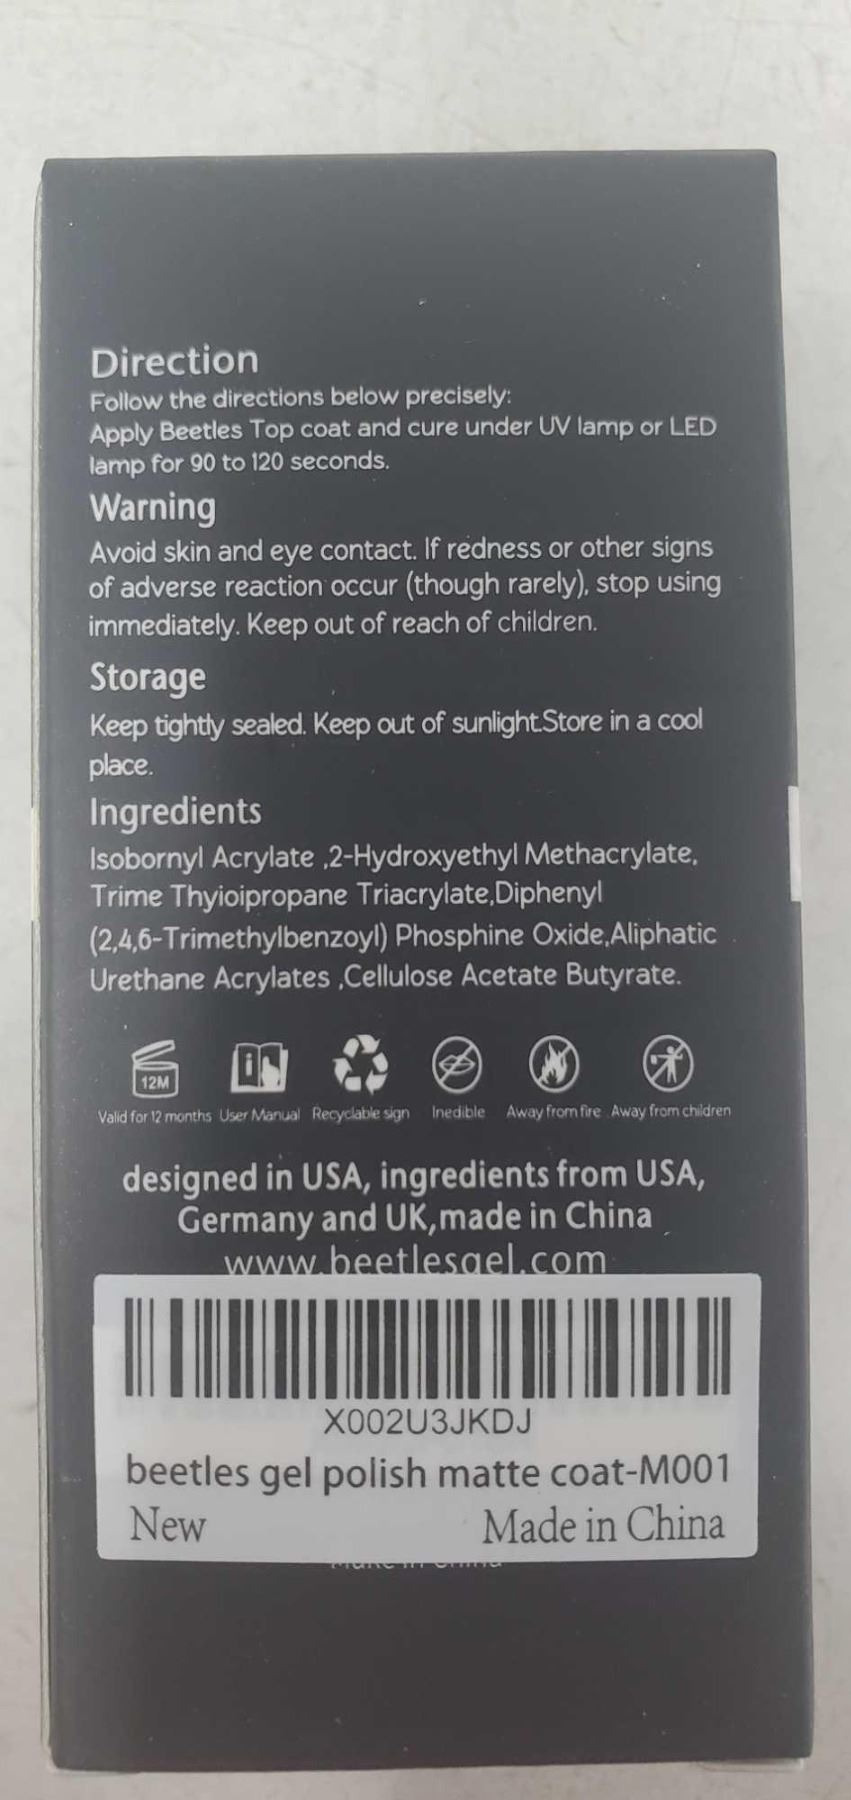 Direction
Follow the directions below precisely:
Apply Beetles Top coat and cure under UV lamp or LED
lamp for 90 to 120 seconds.
Warning
Avoid skin and eye contact. If redness or other signs
of adverse reaction occur (though rarely), stop using
immediately. Keep out of reach of children.
Storage
Keep tightly sealed. Keep out of sunlight.Store in a cool
place.
Ingredients
Isobornyl Acrylate ,2-Hydroxyethyl Methacrylate,
Trime Thyioipropane Triacrylate,Diphenyl
(2,4,6-Trimethylbenzoyl) Phosphine Oxide,Aliphatic
Urethane Acrylates ,Cellulose Acetate Butyrate.
12M
Valid for 12 months User Manual Recyclable sign Inedible Away from fire Away from children
designed in USA, ingredients from USA,
Germany and UK,made in China
www.beetlesgel.com
X002U3JKDJ
beetles gel polish matte coat-M001
New Made in China